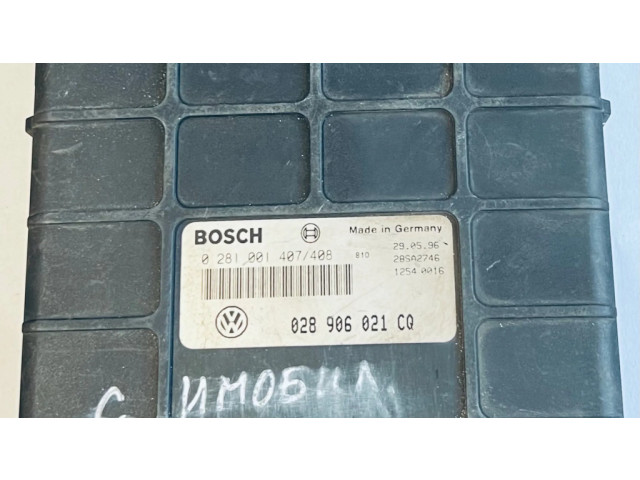 BOSCH Made in Germany
0 281 001 407/408 810 29.05.96
28SA2746
1254 0016
028 906 021 CQ
С ИМОБИЛ.